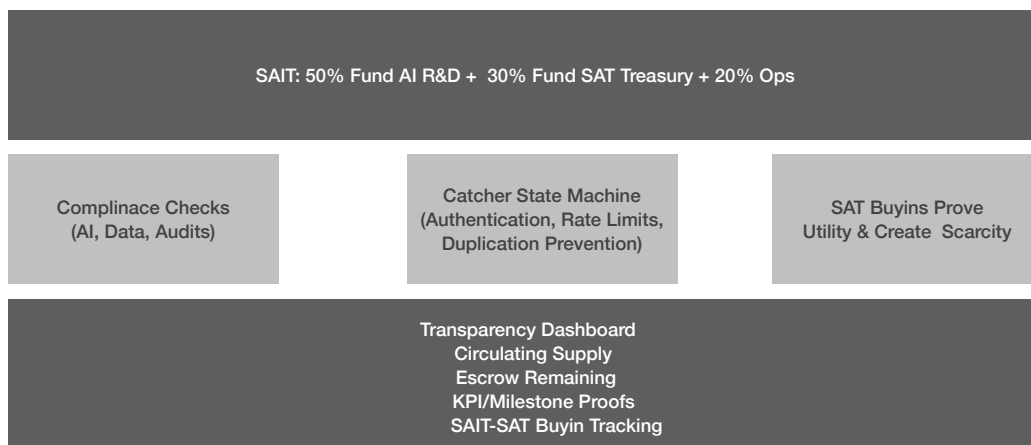 SAIT: 50% Fund AI R&D + 30% Fund SAT Treasury + 20% Ops
Complinace Checks
(AI, Data, Audits)
Catcher State Machine
(Authentication, Rate Limits,
Duplication Prevention)
SAT Buyins Prove
Utility & Create Scarcity
Transparency Dashboard
Circulating Supply
Escrow Remaining
KPI/Milestone Proofs
SAIT-SAT Buyin Tracking